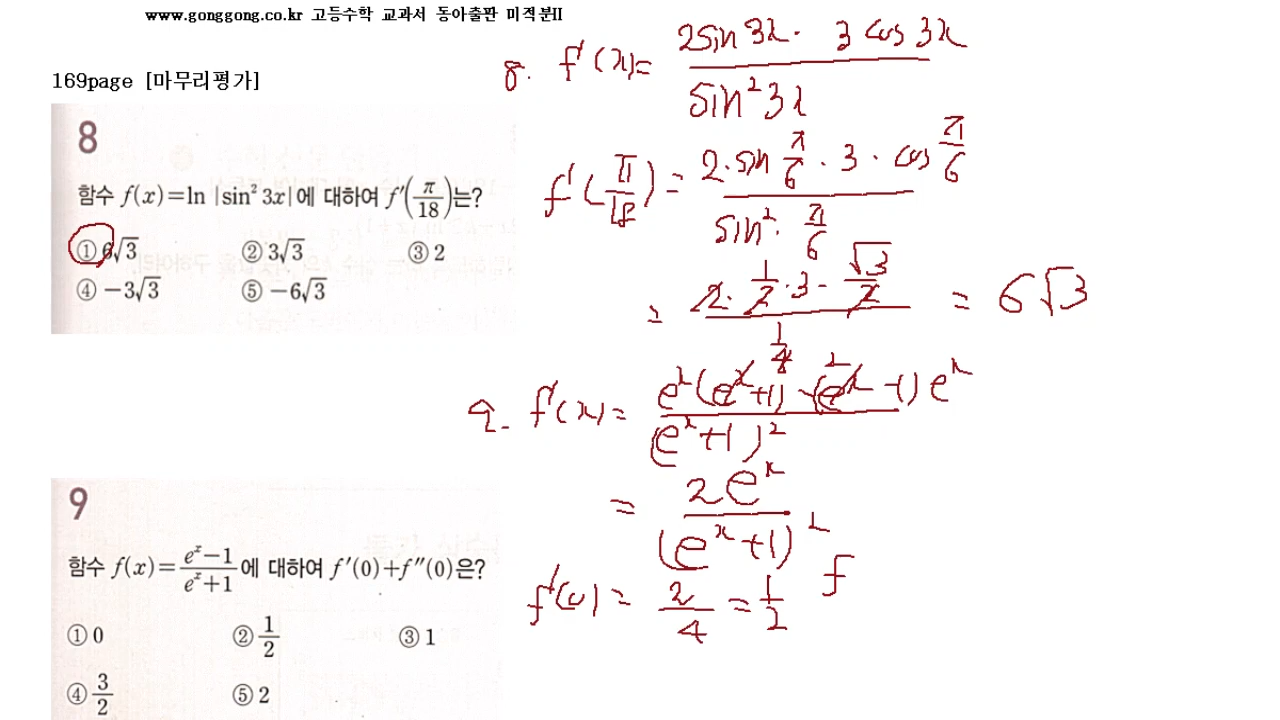 www.gonggong.co.kr 고등수학 교과서 동아출판 미적분II
169page [마무리평가]
8
함수 f(x)=ln |sin² 3x|에 대하여 f′(π/18)는?
① 6√3 ② 3√3 ③ 2
④ −3√3 ⑤ −6√3
9
함수 f(x)=(eˣ−1)/(eˣ+1)에 대하여 f′(0)+f″(0)은?
① 0 ② 1/2 ③ 1
④ 3/2 ⑤ 2
8. f′(x)= (2sin3x · 3cos3x)/(sin²3x)
f′(π/18)= (2·sin π/6 · 3 · cos π/6)/(sin² π/6)
= (2 · 1/2 · 3 · √3/2)/(1/4) = 6√3
9. f′(x)= (eˣ(eˣ+1) − (eˣ−1)eˣ)/(eˣ+1)²
= 2eˣ/(eˣ+1)²
f′(0)= 2/4 = 1/2 f